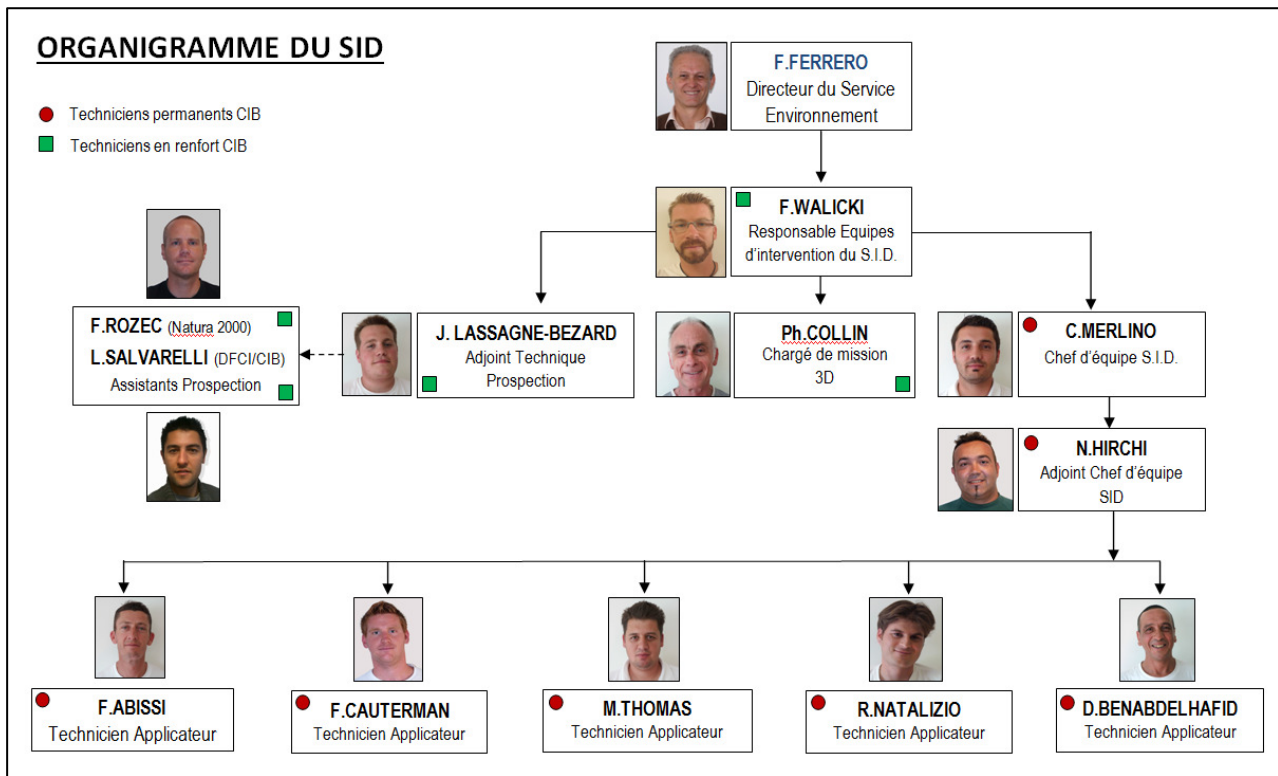 ORGANIGRAMME DU SID
Techniciens permanents CIB
Techniciens en renfort CIB
F.FERRERO
Directeur du Service
Environnement
F.WALICKI
Responsable Equipes
d'intervention du S.I.D.
F.ROZEC (Natura 2000)
L.SALVARELLI (DFCI/CIB)
Assistants Prospection
J. LASSAGNE-BEZARD
Adjoint Technique
Prospection
Ph.COLLIN
Chargé de mission
3D
C.MERLINO
Chef d'équipe S.I.D.
N.HIRCHI
Adjoint Chef d'équipe
SID
F.ABISSI
Technicien Applicateur
F.CAUTERMAN
Technicien Applicateur
M.THOMAS
Technicien Applicateur
R.NATALIZIO
Technicien Applicateur
D.BENABDELHAFID
Technicien Applicateur